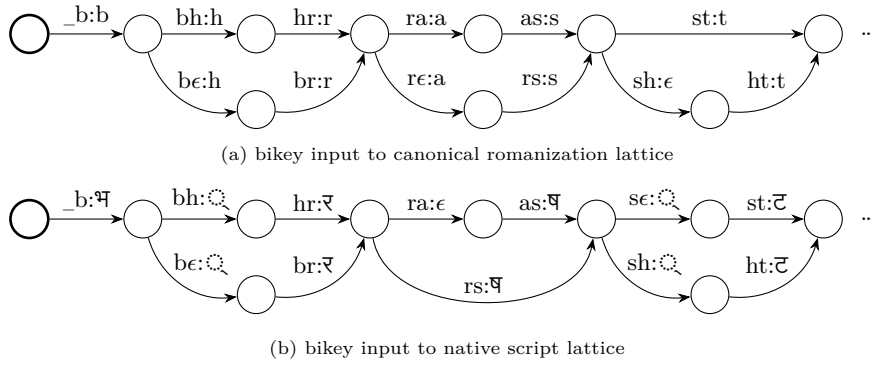 _b:b bh:h hr:r ra:a as:s st:t ..
bϵ:h br:r rϵ:a rs:s sh:ϵ ht:t
(a) bikey input to canonical romanization lattice
_b:भ bh:◌् hr:र ra:ϵ as:ष sϵ:◌् st:ट ..
bϵ:◌् br:र rs:ष sh:◌् ht:ट
(b) bikey input to native script lattice